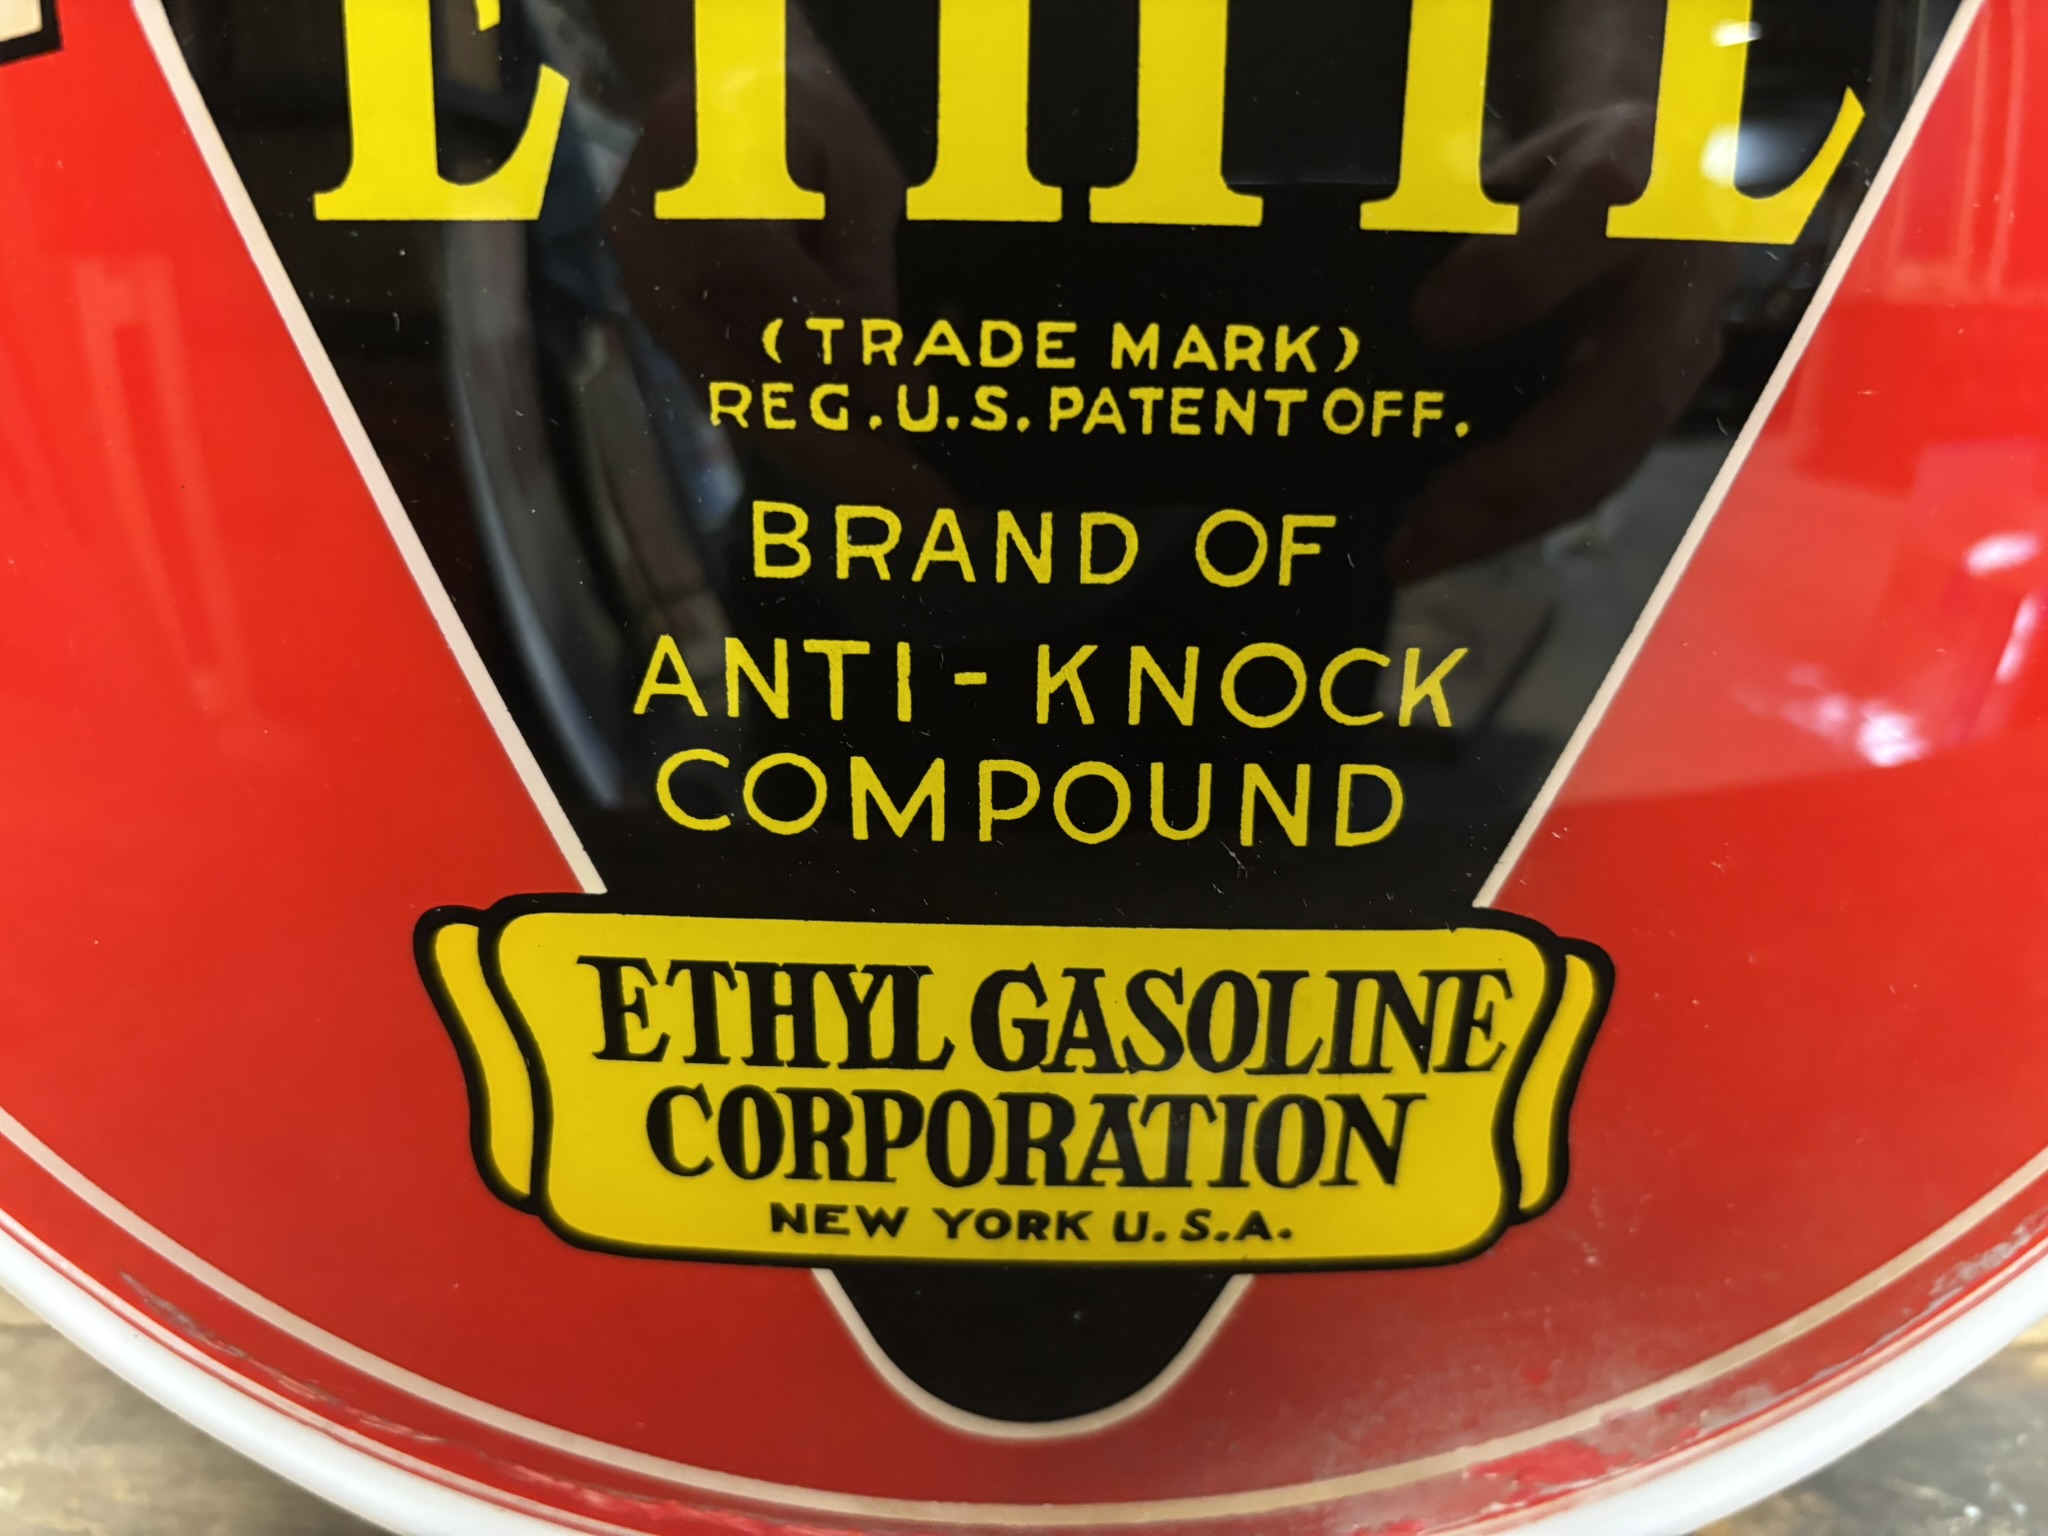 ETHYL
(TRADE MARK)
REG. U.S. PATENT OFF.
BRAND OF
ANTI-KNOCK
COMPOUND
ETHYL GASOLINE
CORPORATION
NEW YORK U.S.A.